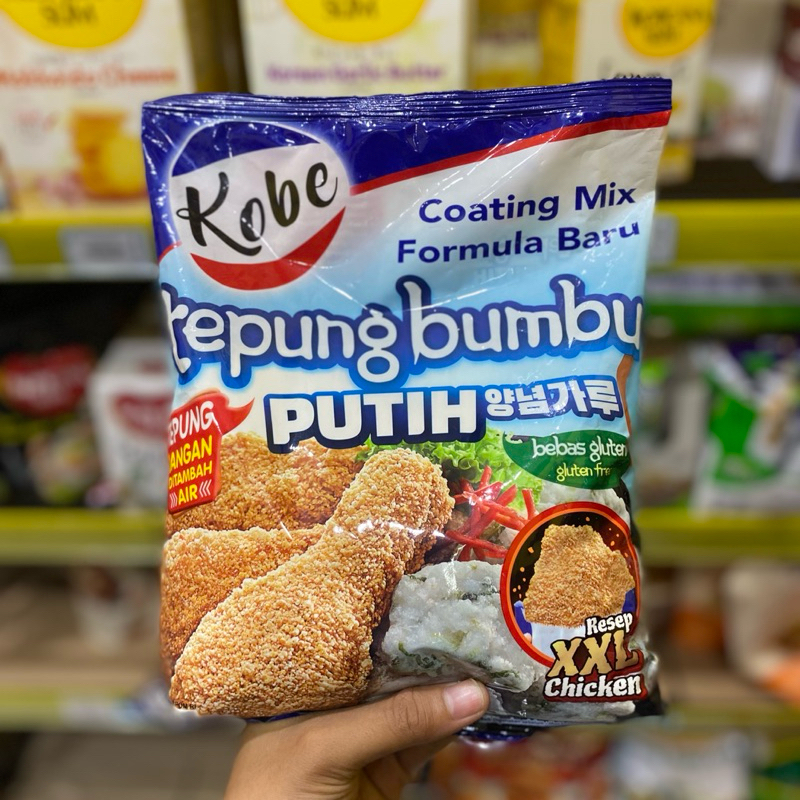 Kobe
Coating Mix
Formula Baru
tepung bumbu
PUTIH 양념가루
TEPUNG
JANGAN
DITAMBAH
AIR
bebas gluten
gluten free
Resep
XXL
Chicken